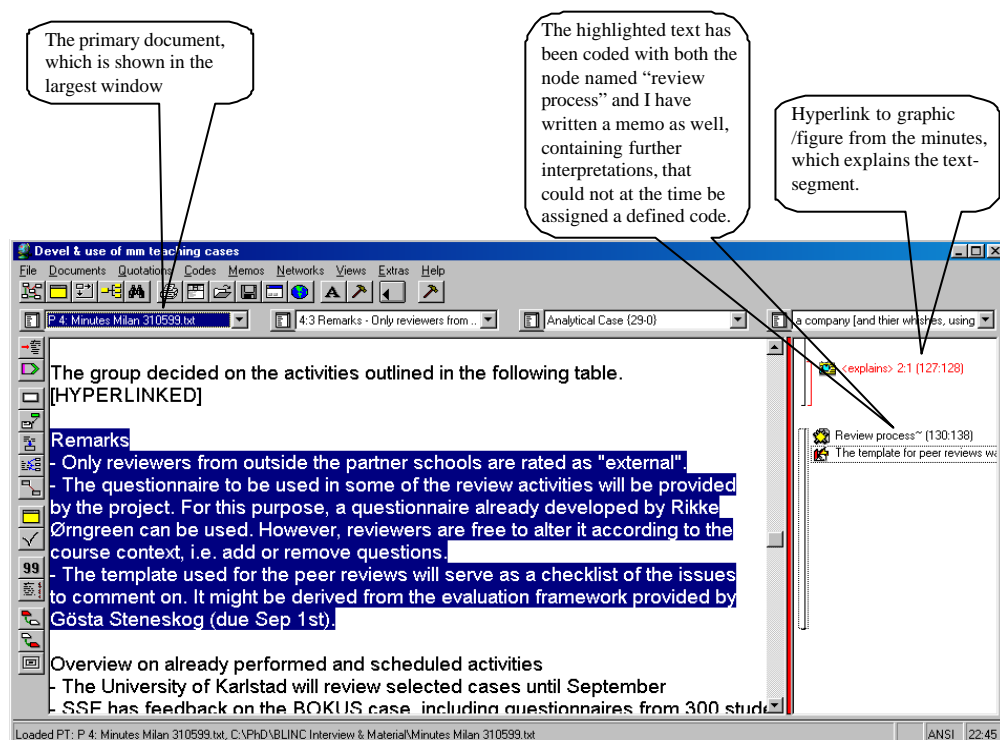 The primary document,
which is shown in the
largest window
The highlighted text has
been coded with both the
node named “review
process” and I have
written a memo as well,
containing further
interpretations, that
could not at the time be
assigned a defined code.
Hyperlink to graphic
/figure from the minutes,
which explains the text-
segment.
Devel & use of mm teaching cases
File Documents Quotations Codes Memos Networks Views Extras Help
A
P 4: Minutes Milan 310599.txt
4:3 Remarks - Only reviewers from ..
Analytical Case {29-0}
a company [and thier whishes, using
The group decided on the activities outlined in the following table.
[HYPERLINKED]
<explains> 2:1 (127:128)
Remarks
- Only reviewers from outside the partner schools are rated as "external".
- The questionnaire to be used in some of the review activities will be provided
by the project. For this purpose, a questionnaire already developed by Rikke
Ørngreen can be used. However, reviewers are free to alter it according to the
course context, i.e. add or remove questions.
- The template used for the peer reviews will serve as a checklist of the issues
to comment on. It might be derived from the evaluation framework provided by
Gösta Steneskog (due Sep 1st).
Review process~ (130:138)
The template for peer reviews wa
99
Overview on already performed and scheduled activities
- The University of Karlstad will review selected cases until September
- SSE has feedback on the BOKUS case, including questionnaires from 300 stude
Loaded PT: P 4: Minutes Milan 310599.txt, C:\PhD\BLINC Interview & Material\Minutes Milan 310599.txt
ANSI 22:45